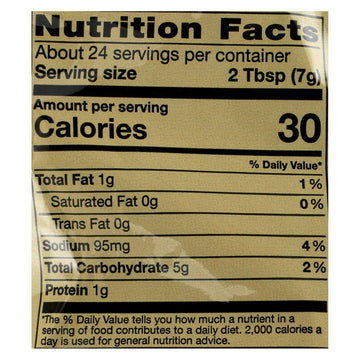 Nutrition Facts
About 24 servings per container
Serving size 2 Tbsp (7g)
Amount per serving
Calories 30
% Daily Value*
Total Fat 1g 1%
Saturated Fat 0g 0%
Trans Fat 0g
Sodium 95mg 4%
Total Carbohydrate 5g 2%
Protein 1g
*The % Daily Value tells you how much a nutrient in a
serving of food contributes to a daily diet. 2,000 calories a
day is used for general nutrition advice.